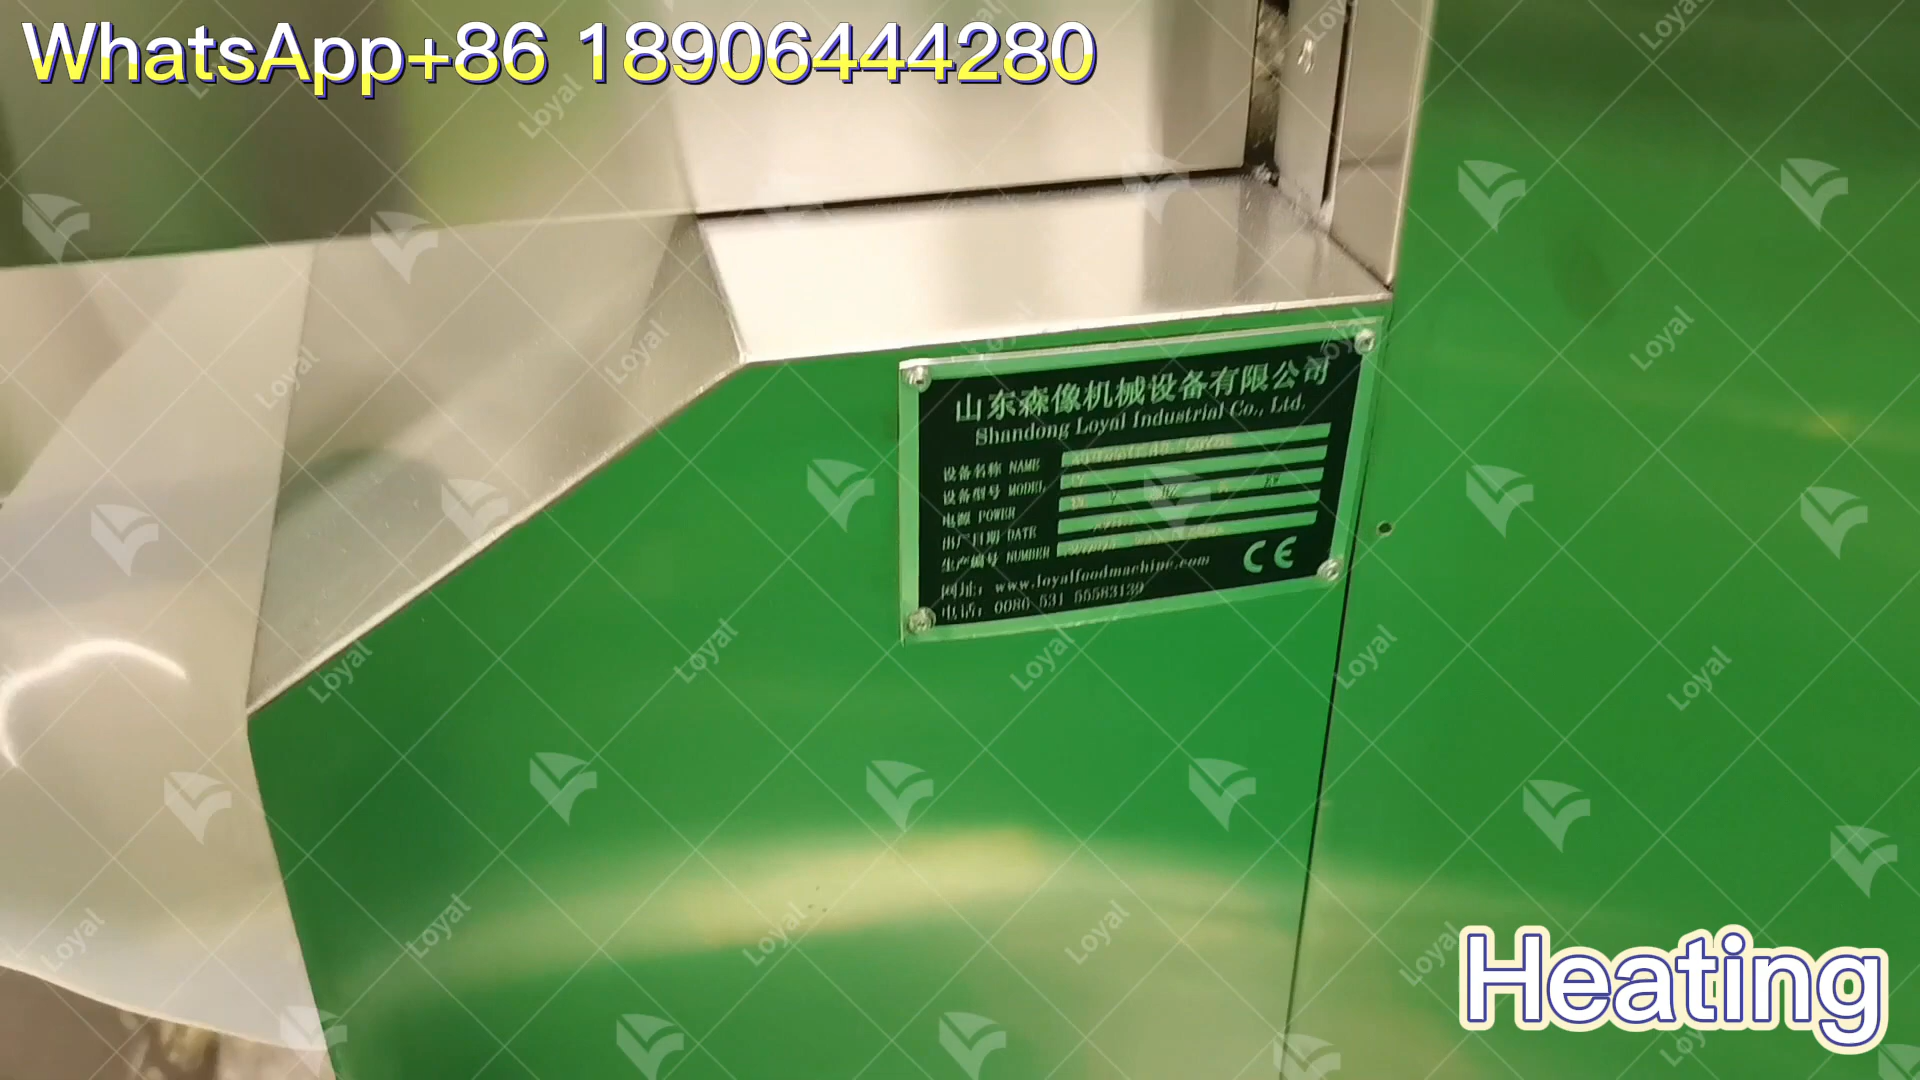 WhatsApp+86 18906444280
山东森像机械设备有限公司
Shandong Loyal Industrial Co., Ltd.
设备名称 NAME
设备型号 MODEL
电源 POWER
出厂日期 DATE
生产编号 NUMBER
网址: www.loyalfoodmachine.com
电话: 0086 531 55583139
CE
Heating
Loyal